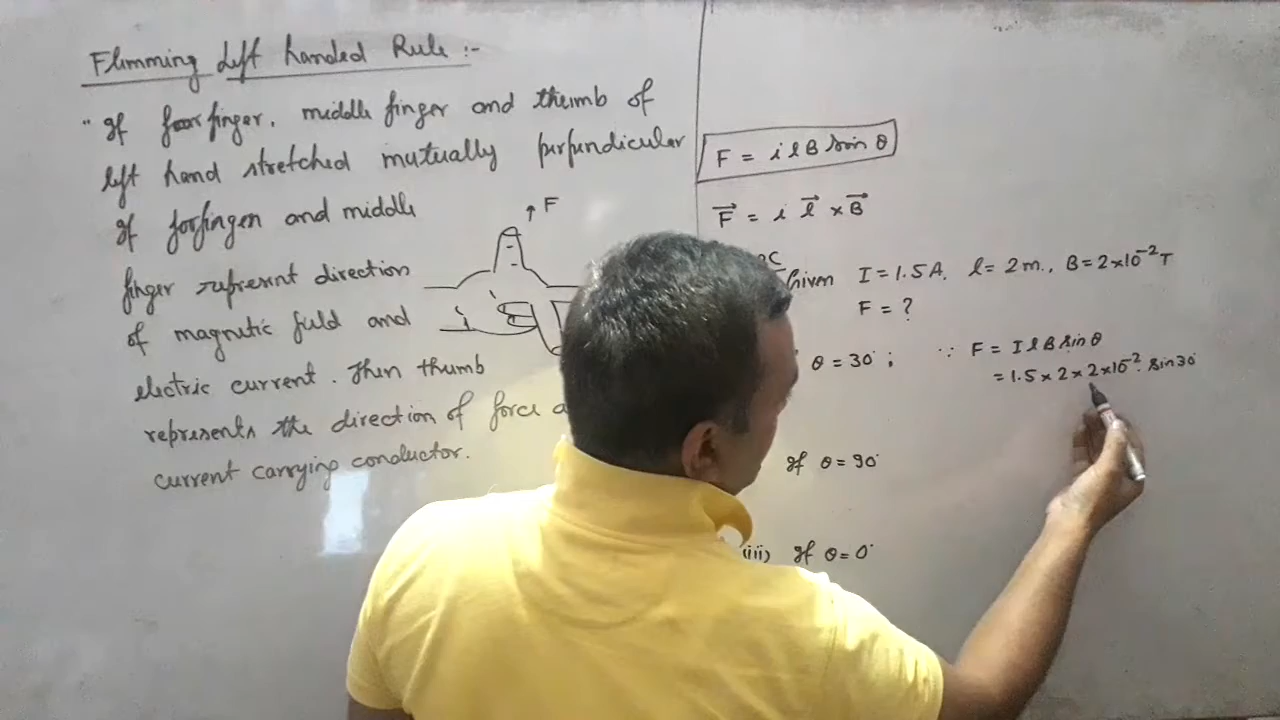 Flimming Left handed Rule :-
" If forefinger, middle finger and thumb of
left hand stretched mutually perpendicular
If forfingen and middle
finger represent direction
of magnetic field and
electric current. Then thumb
represents the direction of force
current carrying conductor.
F
i
F = i l B sin θ
F⃗ = i l⃗ × B⃗
Given I = 1.5 A. l = 2 m., B = 2×10⁻² T
F = ?
θ = 30° ; ∵ F = I l B sin θ
= 1.5 × 2 × 2×10⁻². sin 30°
If θ = 90°
(iii) If θ = 0°